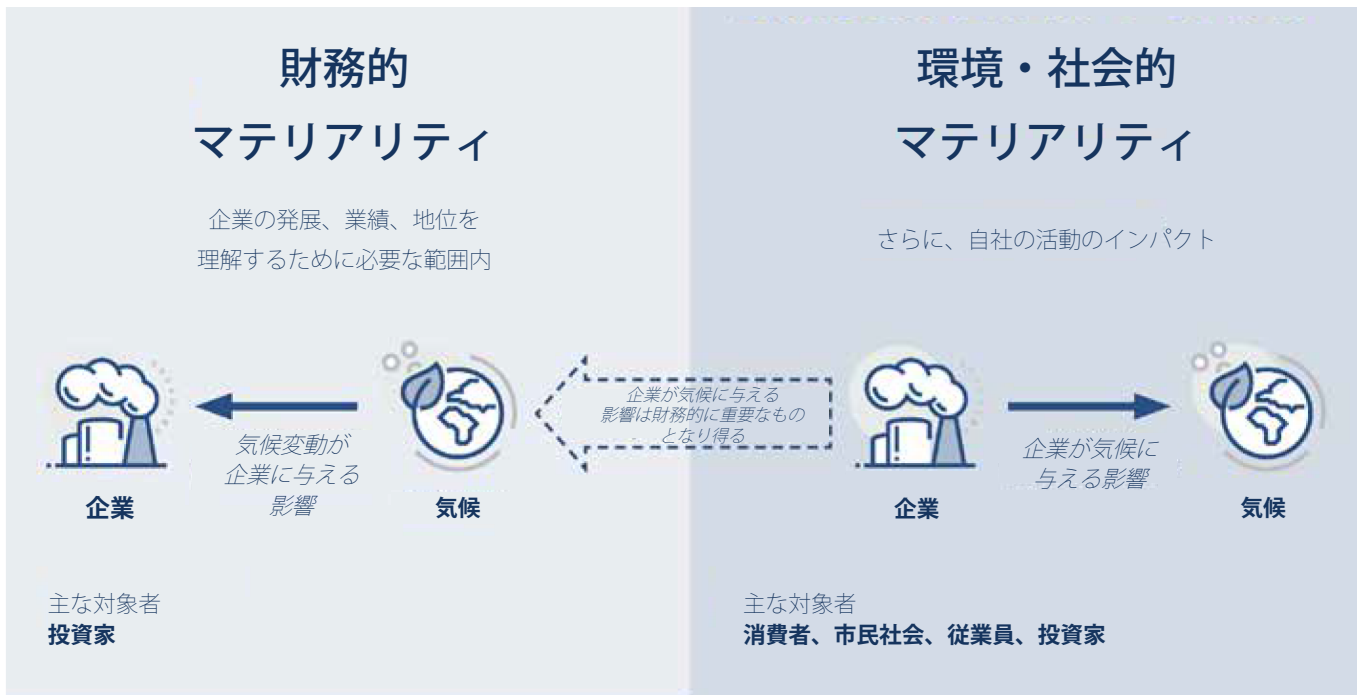 財務的
マテリアリティ
企業の発展、業績、地位を
理解するために必要な範囲内
気候変動が
企業に与える
影響
企業
気候
主な対象者
投資家
企業が気候に与える
影響は財務的に重要なもの
となり得る
環境・社会的
マテリアリティ
さらに、自社の活動のインパクト
企業が気候に
与える影響
企業
気候
主な対象者
消費者、市民社会、従業員、投資家